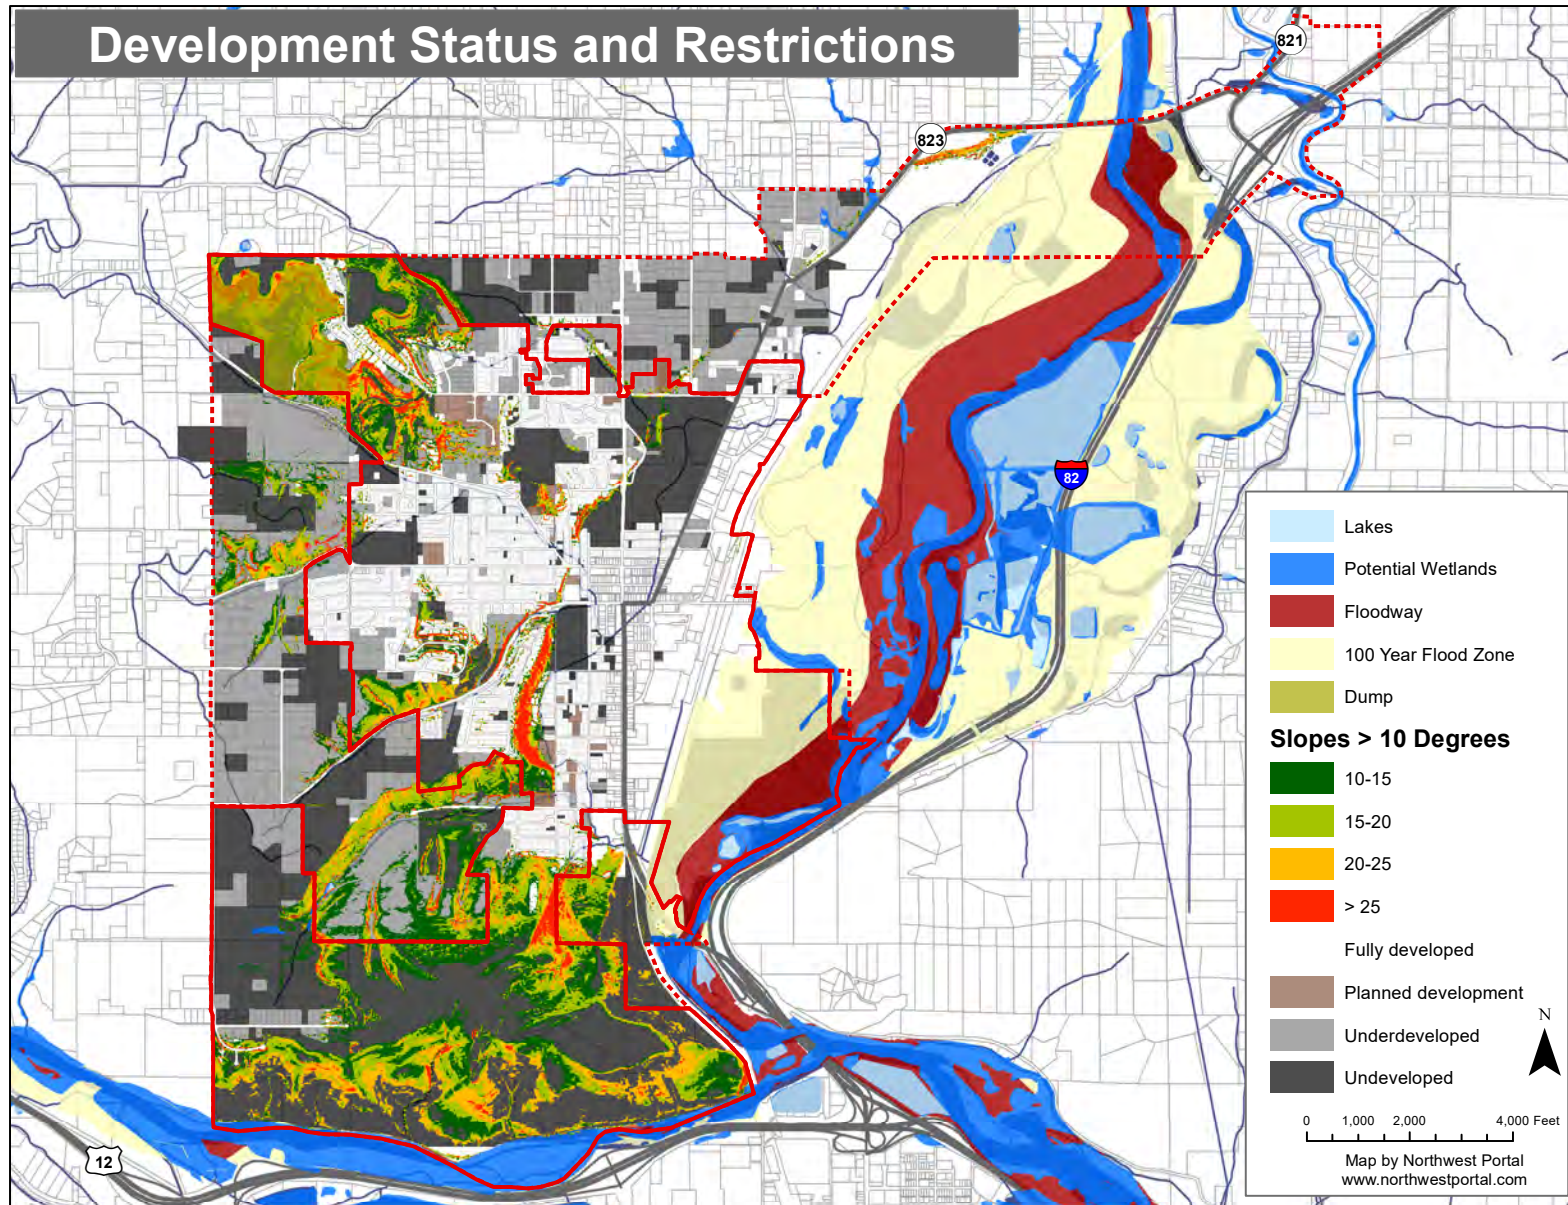 Development Status and Restrictions
821
823
82
12
Lakes
Potential Wetlands
Floodway
100 Year Flood Zone
Dump
Slopes > 10 Degrees
10-15
15-20
20-25
> 25
Fully developed
Planned development
Underdeveloped
Undeveloped
N
0 1,000 2,000 4,000 Feet
Map by Northwest Portal
www.northwestportal.com